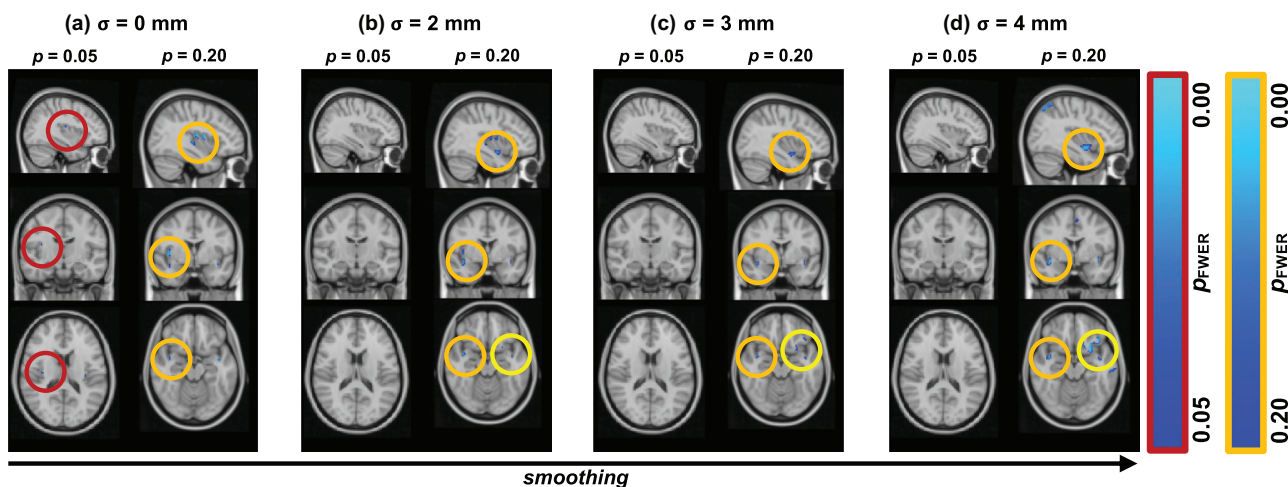 (a) σ = 0 mm
(b) σ = 2 mm
(c) σ = 3 mm
(d) σ = 4 mm
p = 0.05
p = 0.20
p = 0.05
p = 0.20
p = 0.05
p = 0.20
p = 0.05
p = 0.20
0.00
pFWER
0.05
0.00
pFWER
0.20
smoothing